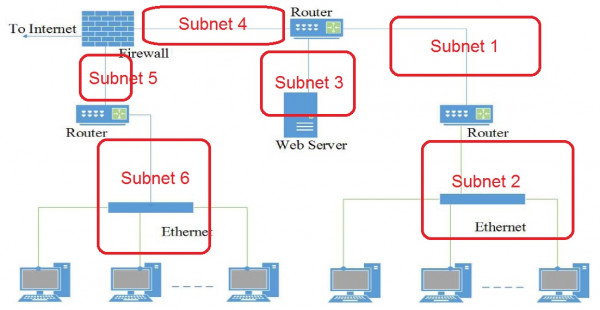 To Internet
Firewall
Subnet 4
Router
Subnet 1
Subnet 5
Subnet 3
Router
Web Server
Router
Subnet 6
Subnet 2
Ethernet
Ethernet